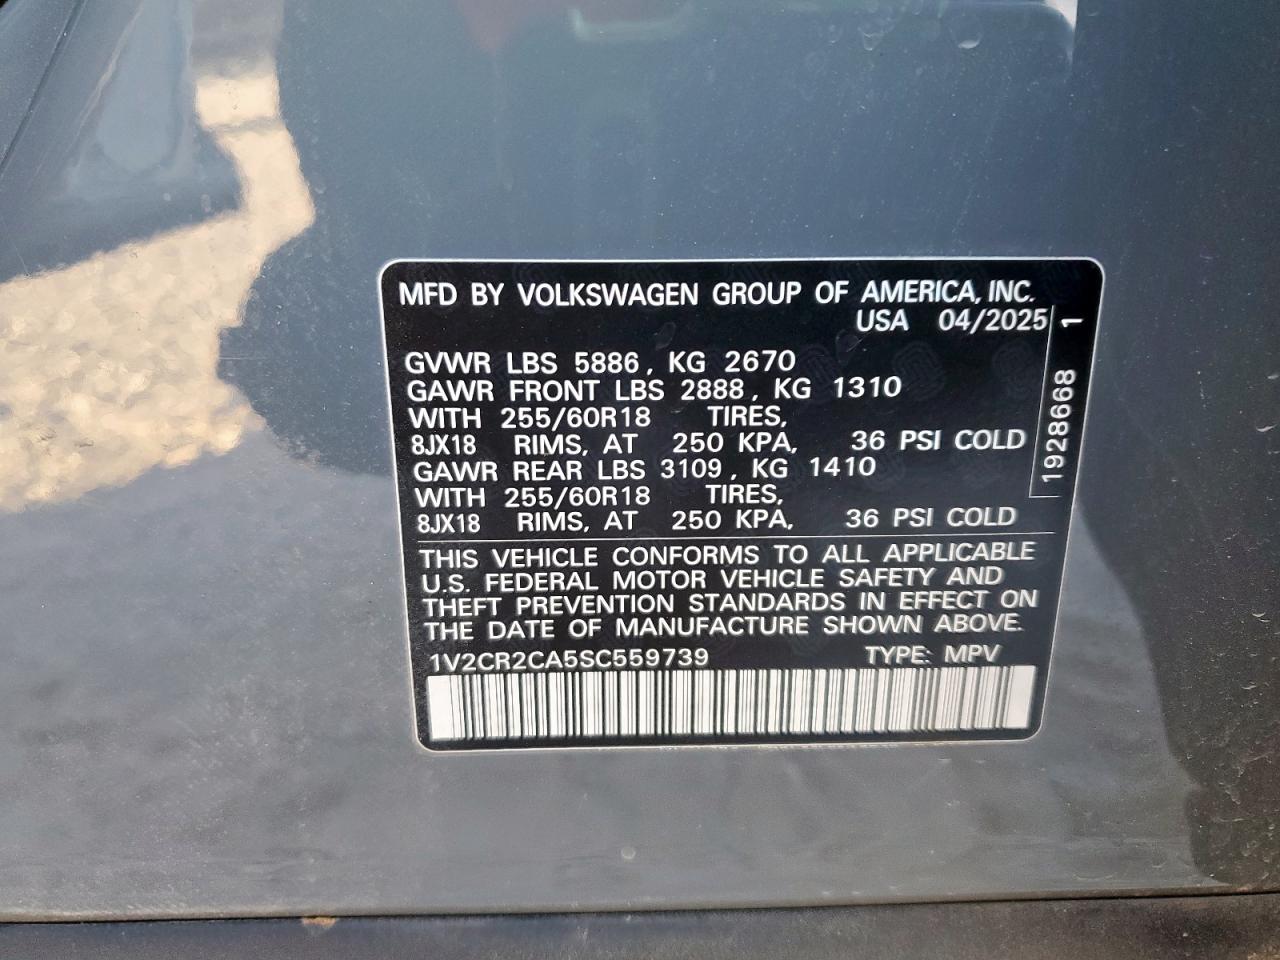 MFD BY VOLKSWAGEN GROUP OF AMERICA, INC.
USA 04/2025
GVWR LBS 5886, KG 2670
GAWR FRONT LBS 2888, KG 1310
WITH 255/60R18 TIRES,
8JX18 RIMS, AT 250 KPA, 36 PSI COLD
GAWR REAR LBS 3109, KG 1410
WITH 255/60R18 TIRES,
8JX18 RIMS, AT 250 KPA, 36 PSI COLD
1928668 1
THIS VEHICLE CONFORMS TO ALL APPLICABLE
U.S. FEDERAL MOTOR VEHICLE SAFETY AND
THEFT PREVENTION STANDARDS IN EFFECT ON
THE DATE OF MANUFACTURE SHOWN ABOVE.
1V2CR2CA5SC559739 TYPE: MPV